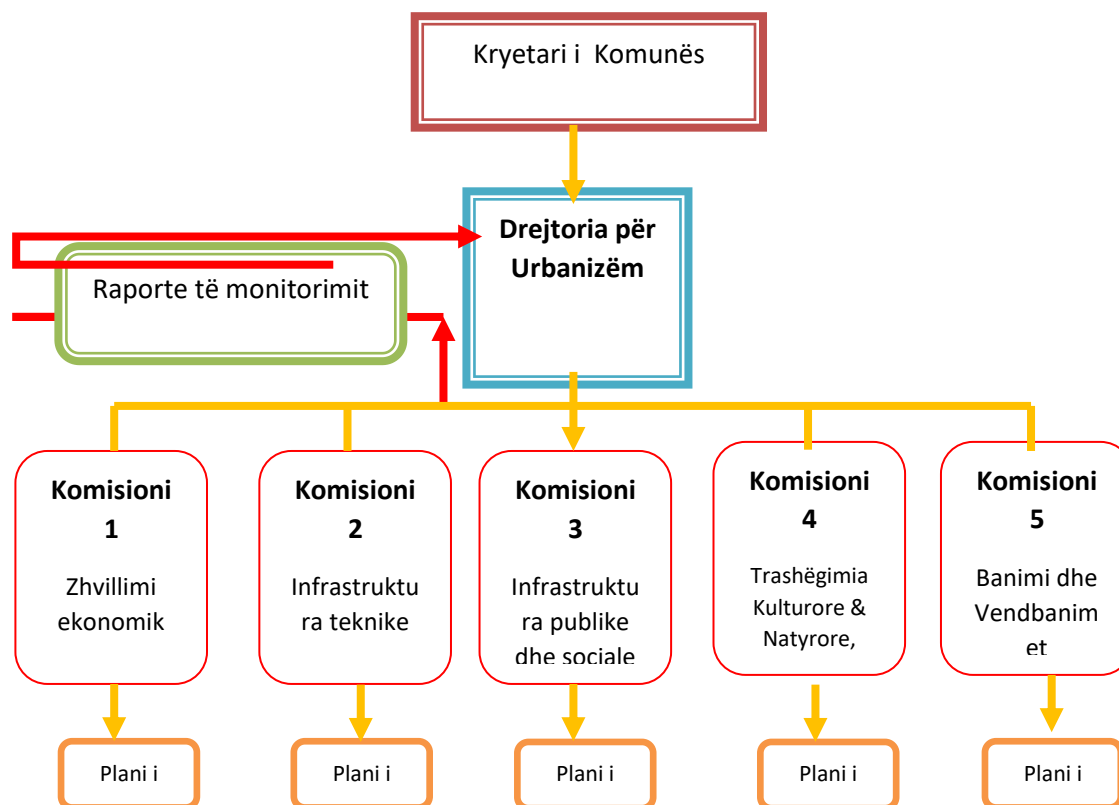 Kryetari i Komunës
Drejtoria për
Urbanizëm
Raporte të monitorimit
Komisioni
1
Zhvillimi
ekonomik
Komisioni
2
Infrastruktu
ra teknike
Komisioni
3
Infrastruktu
ra publike
dhe sociale
Komisioni
4
Trashëgimia
Kulturore &
Natyrore,
Komisioni
5
Banimi dhe
Vendbanim
et
Plani i
Plani i
Plani i
Plani i
Plani i